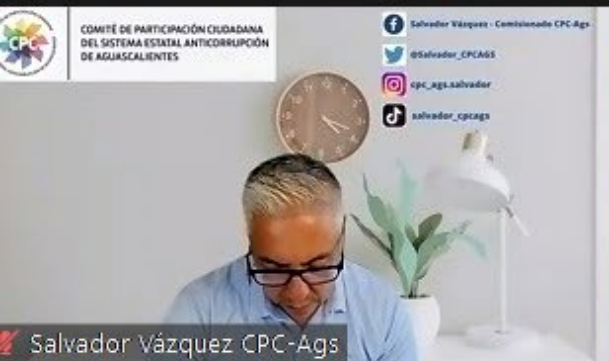 CPC
COMITÉ DE PARTICIPACIÓN CIUDADANA
DEL SISTEMA ESTATAL ANTICORRUPCIÓN
DE AGUASCALIENTES
Salvador Vázquez - Comisionado CPC-Ags
@Salvador_CPCAGS
cpc_ags.salvador
salvador_cpcags
Salvador Vázquez CPC-Ags